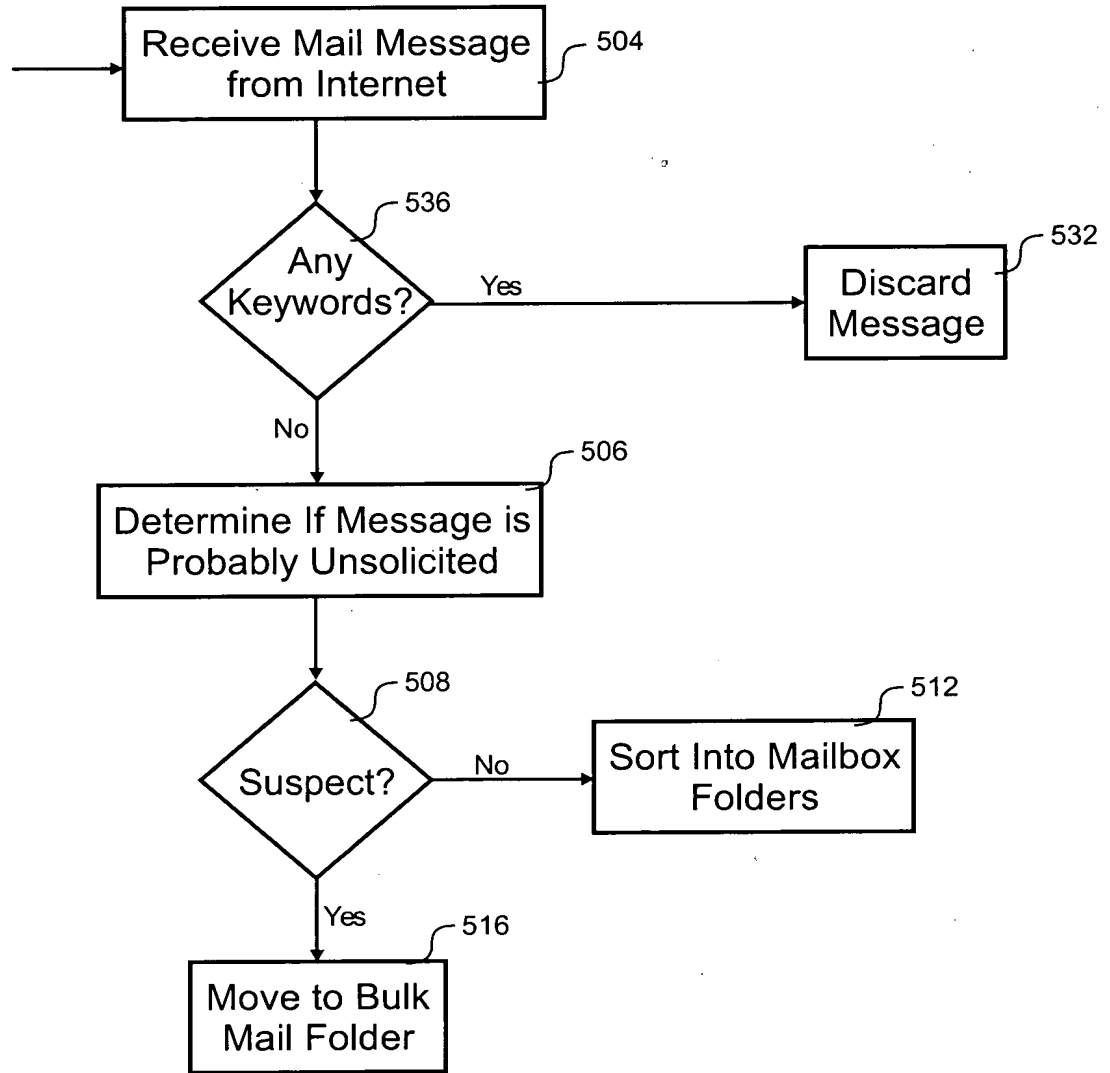 Receive Mail Message
from Internet
504
536
Any
Keywords?
Yes
532
Discard
Message
No
506
Determine If Message is
Probably Unsolicited
508
Suspect?
No
512
Sort Into Mailbox
Folders
Yes
516
Move to Bulk
Mail Folder